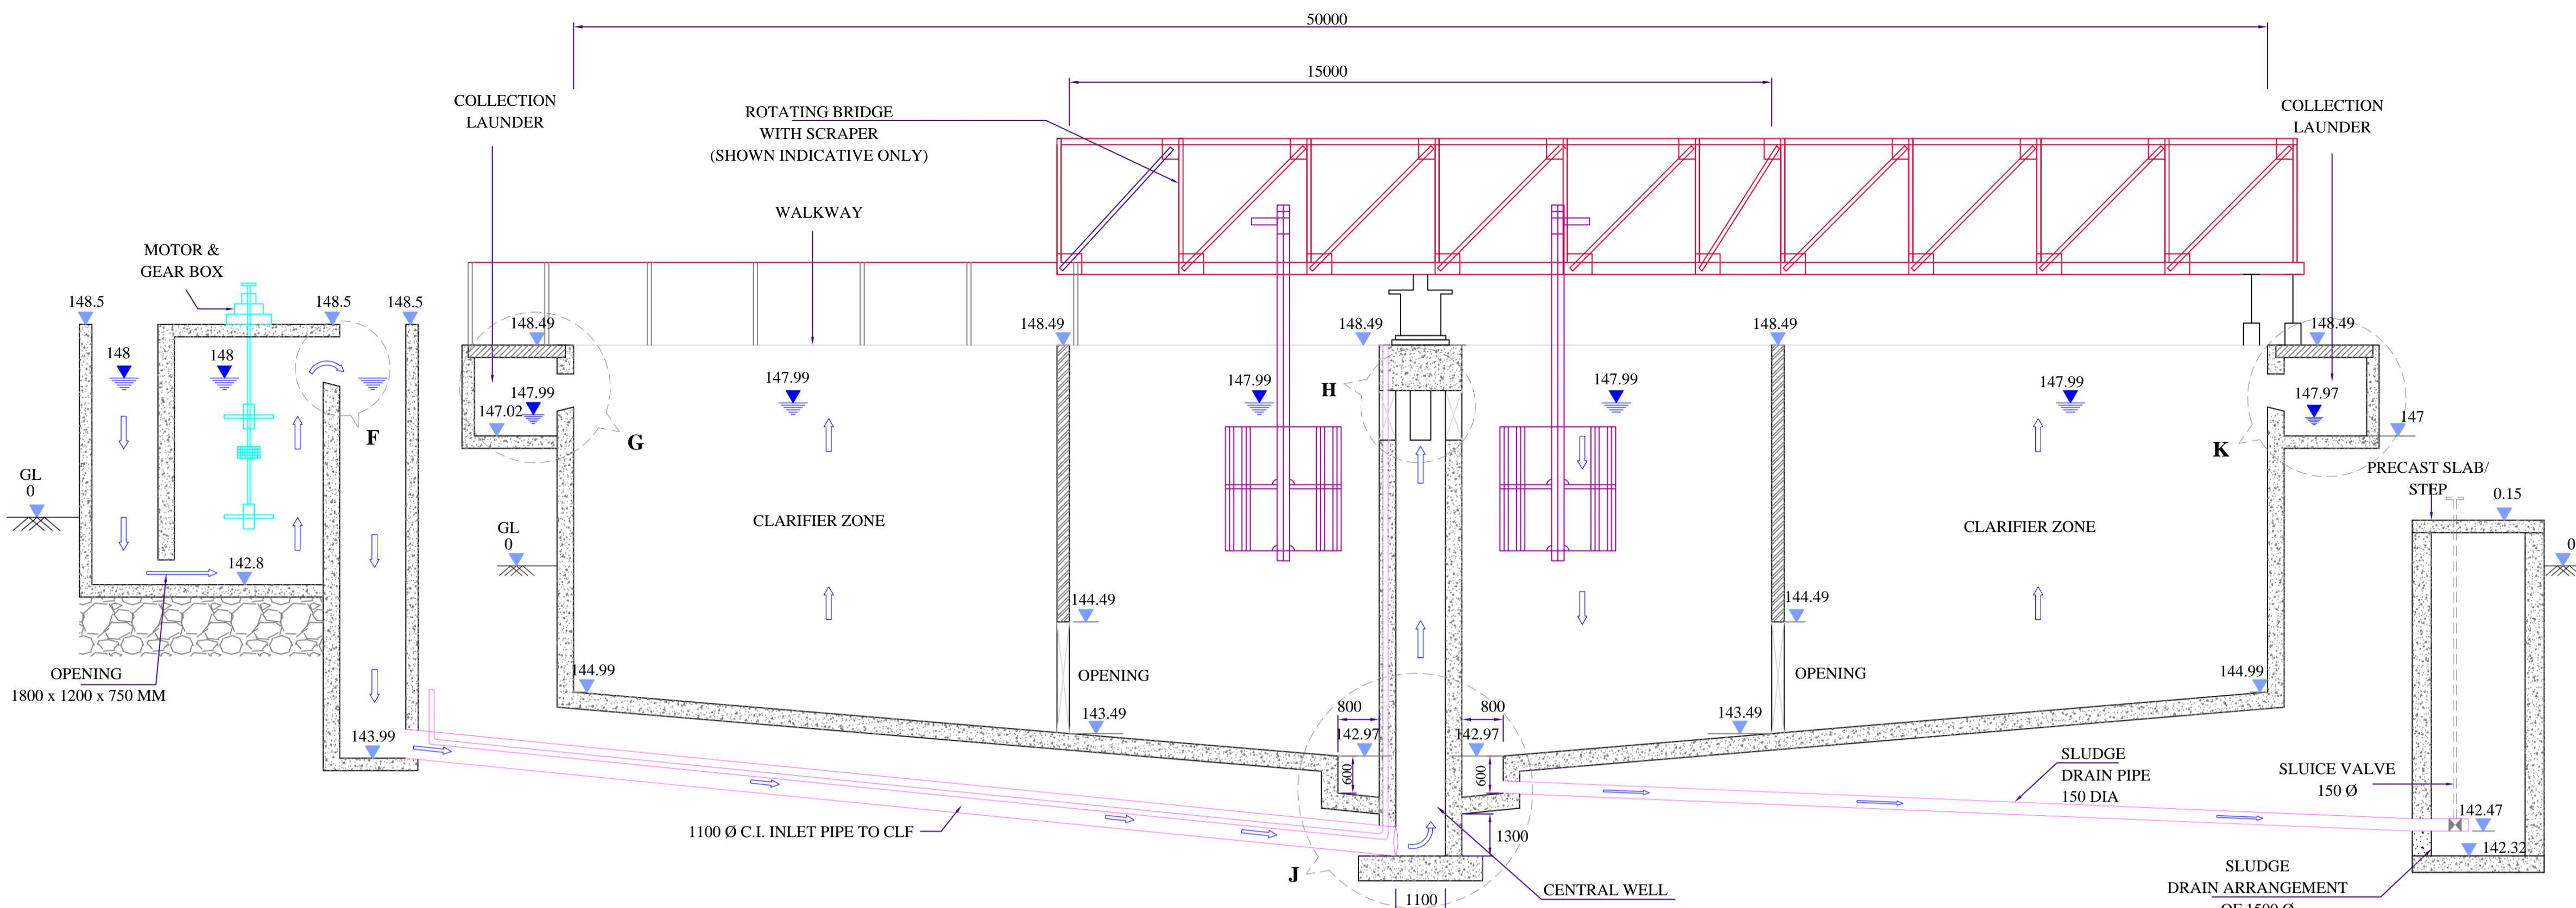 50000
15000
COLLECTION
LAUNDER
ROTATING BRIDGE
WITH SCRAPER
(SHOWN INDICATIVE ONLY)
COLLECTION
LAUNDER
WALKWAY
MOTOR &
GEAR BOX
148.5
148.5
148.5
148.49
148.49
148.49
148.49
148.49
148
148
147.99
147.02
147.99
147.99
147.99
147.99
147.97
147
F
G
H
K
GL
0
GL
0
CLARIFIER ZONE
CLARIFIER ZONE
PRECAST SLAB/
STEP
0.15
0
142.8
144.49
144.49
OPENING
1800 x 1200 x 750 MM
144.99
OPENING
OPENING
144.99
143.99
143.49
143.49
800
800
142.97
142.97
600
600
SLUDGE
DRAIN PIPE
150 DIA
SLUICE VALVE
150 Ø
142.47
142.32
1100 Ø C.I. INLET PIPE TO CLF
1300
J
CENTRAL WELL
1100
SLUDGE
DRAIN ARRANGEMENT
OF 1500 Ø